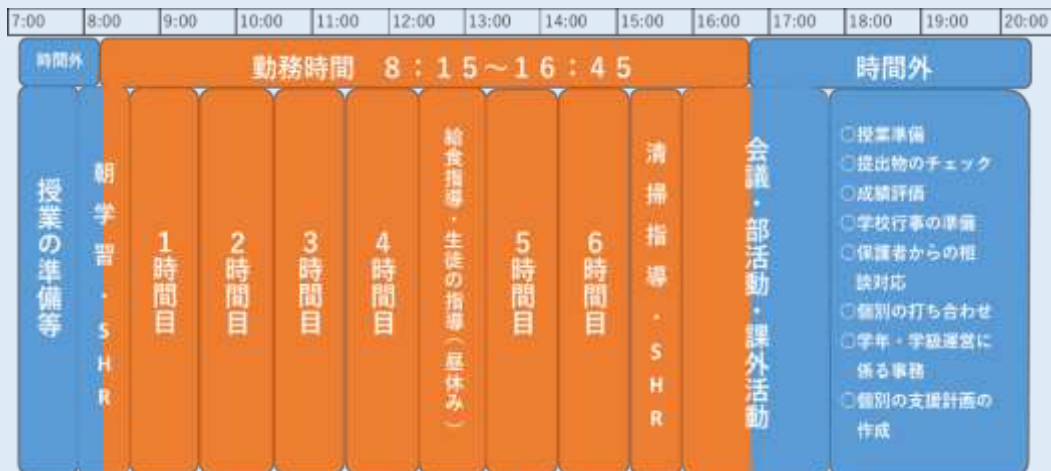 7:00 8:00 9:00 10:00 11:00 12:00 13:00 14:00 15:00 16:00 17:00 18:00 19:00 20:00
時間外
勤務時間 8：15～16：45
時間外
授業の準備等
朝学習・SHR
1時間目
2時間目
3時間目
4時間目
給食指導・生徒の指導（昼休み）
5時間目
6時間目
清掃指導・SHR
会議・部活動・課外活動
○授業準備
○提出物のチェック
○成績評価
○学校行事の準備
○保護者からの相
談対応
○個別の打ち合わせ
○学年・学級運営に
係る事務
○個別の支援計画の
作成